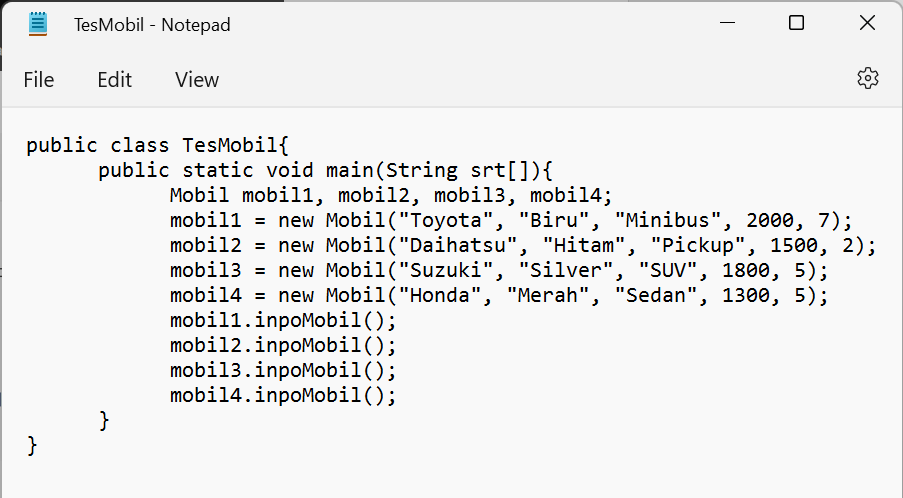 TesMobil - Notepad
File Edit View
public class TesMobil{
public static void main(String srt[]){
Mobil mobil1, mobil2, mobil3, mobil4;
mobil1 = new Mobil("Toyota", "Biru", "Minibus", 2000, 7);
mobil2 = new Mobil("Daihatsu", "Hitam", "Pickup", 1500, 2);
mobil3 = new Mobil("Suzuki", "Silver", "SUV", 1800, 5);
mobil4 = new Mobil("Honda", "Merah", "Sedan", 1300, 5);
mobil1.inpoMobil();
mobil2.inpoMobil();
mobil3.inpoMobil();
mobil4.inpoMobil();
}
}